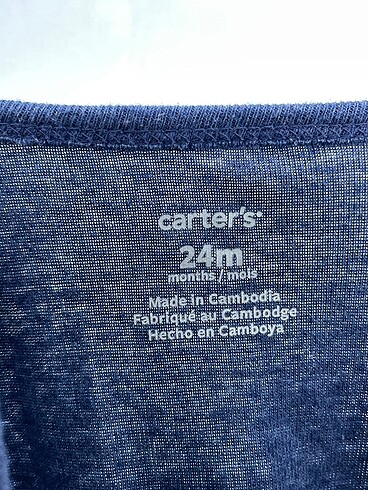 carter's
24m
months / mois
Made in Cambodia
Fabriqué au Cambodge
Hecho en Camboya